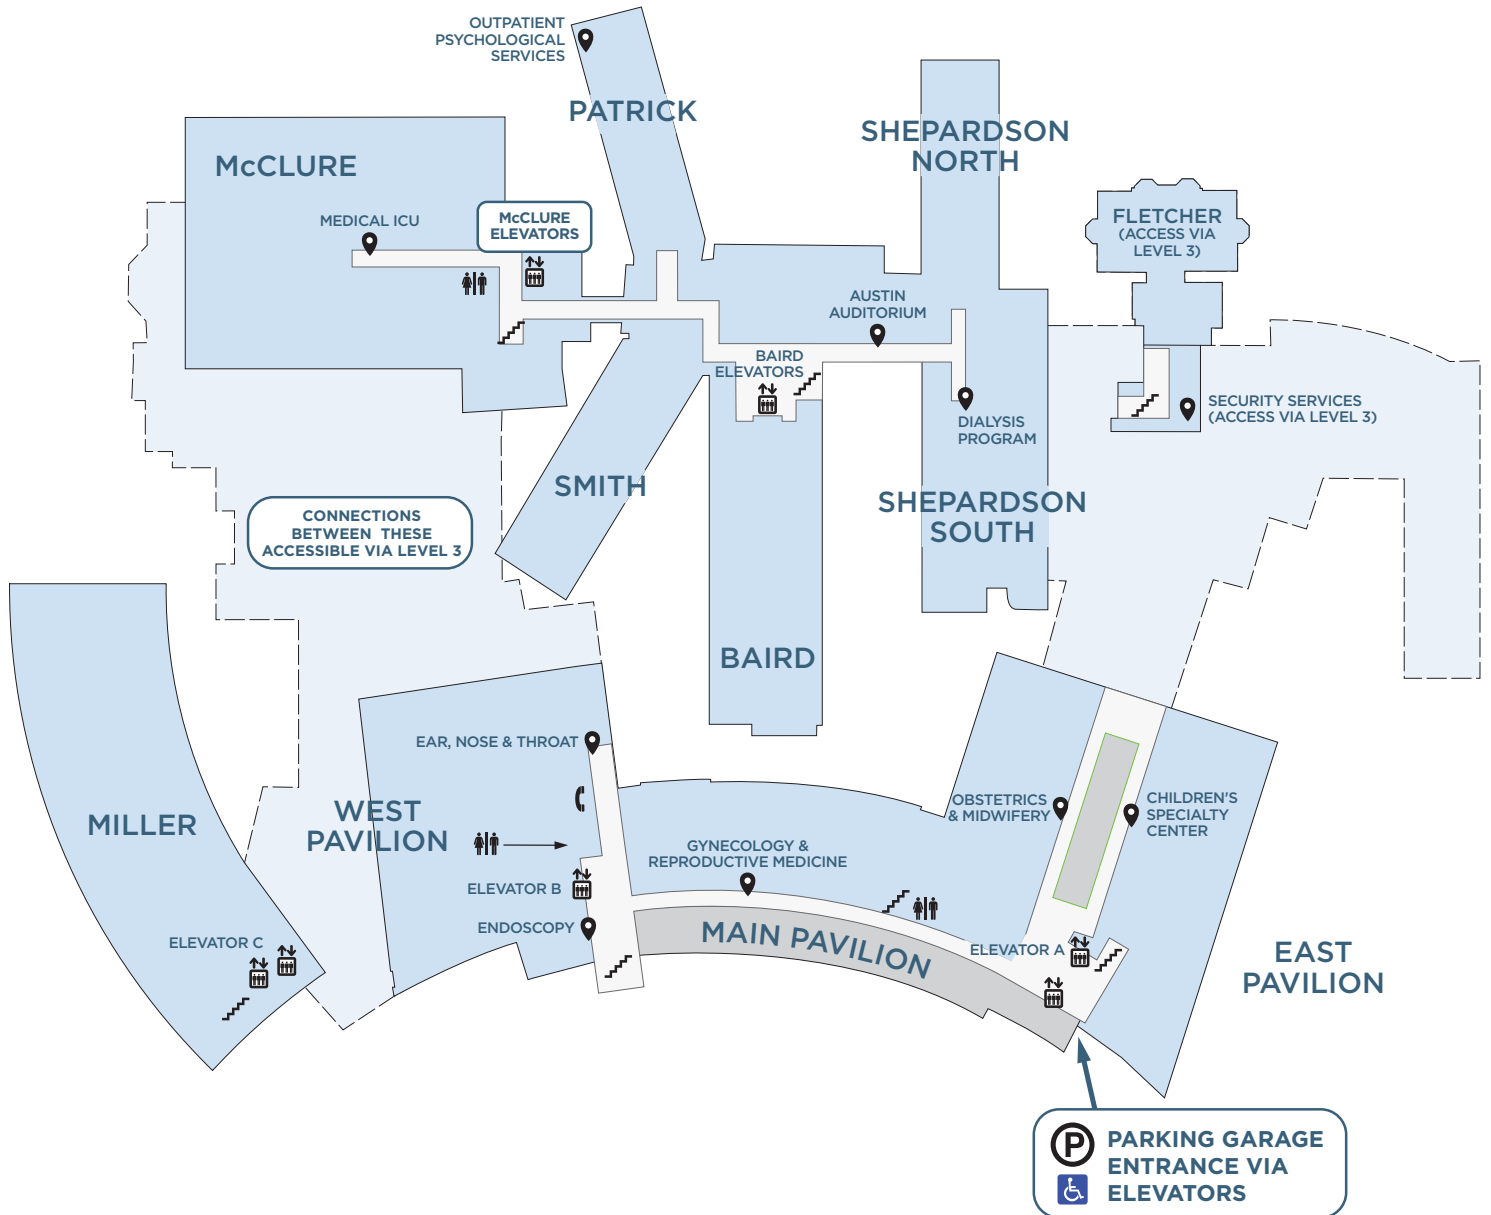 OUTPATIENT
PSYCHOLOGICAL
SERVICES
PATRICK
SHEPARDSON
NORTH
McCLURE
MEDICAL ICU
McCLURE
ELEVATORS
FLETCHER
(ACCESS VIA
LEVEL 3)
AUSTIN
AUDITORIUM
BAIRD
ELEVATORS
DIALYSIS
PROGRAM
SECURITY SERVICES
(ACCESS VIA LEVEL 3)
SMITH
SHEPARDSON
SOUTH
CONNECTIONS
BETWEEN THESE
ACCESSIBLE VIA LEVEL 3
BAIRD
EAR, NOSE & THROAT
MILLER
WEST
PAVILION
OBSTETRICS
& MIDWIFERY
CHILDREN'S
SPECIALTY
CENTER
GYNECOLOGY &
REPRODUCTIVE MEDICINE
ELEVATOR B
ENDOSCOPY
MAIN PAVILION
ELEVATOR C
ELEVATOR A
EAST
PAVILION
P
PARKING GARAGE
ENTRANCE VIA
ELEVATORS